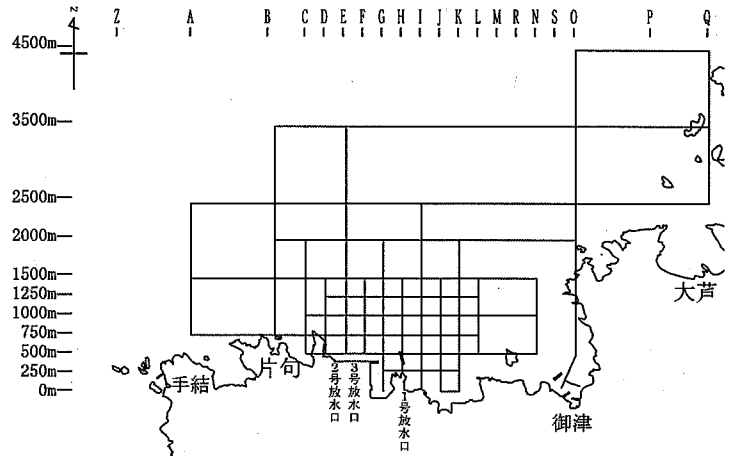 N
Z A B C D E F G H I J K L M R N S O P Q
4500m
3500m
2500m
2000m
1500m
1250m
1000m
750m
500m
250m
0m
大芦
片句
手結
2号放水口
3号放水口
1号放水口
御津